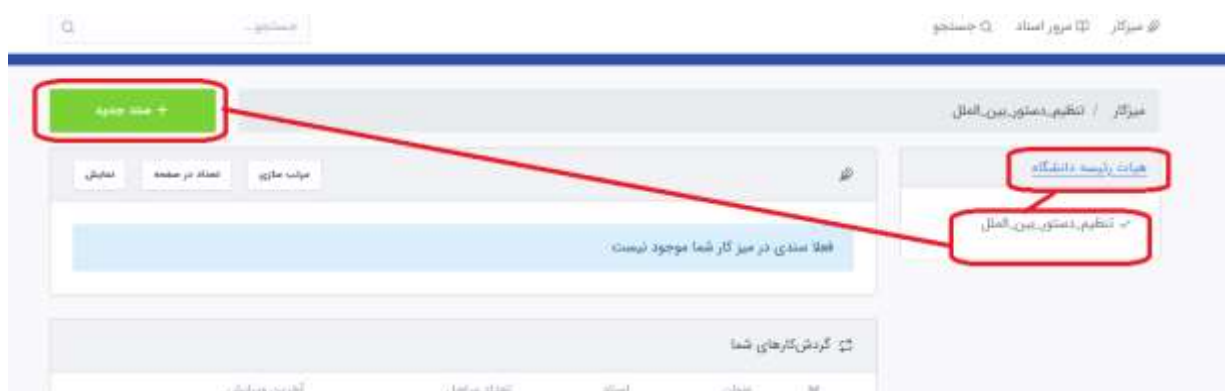 میزکار مرور اسناد جستجو
جستجو...
میزکار / تنظیم_دستور_بین_الملل
+ سند جدید
هیات رئیسه دانشگاه
تنظیم_دستور_بین_الملل
مرتب سازی تعداد در صفحه نمایش
فعلا سندی در میز کار شما موجود نیست
گردش‌کارهای شما